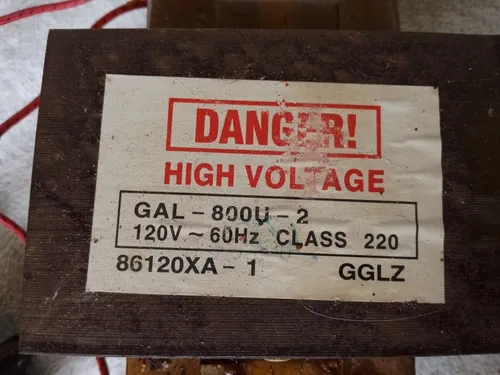 DANGER!
HIGH VOLTAGE
GAL-800U-2
120V~60Hz CLASS 220
86120XA-1 GGLZ